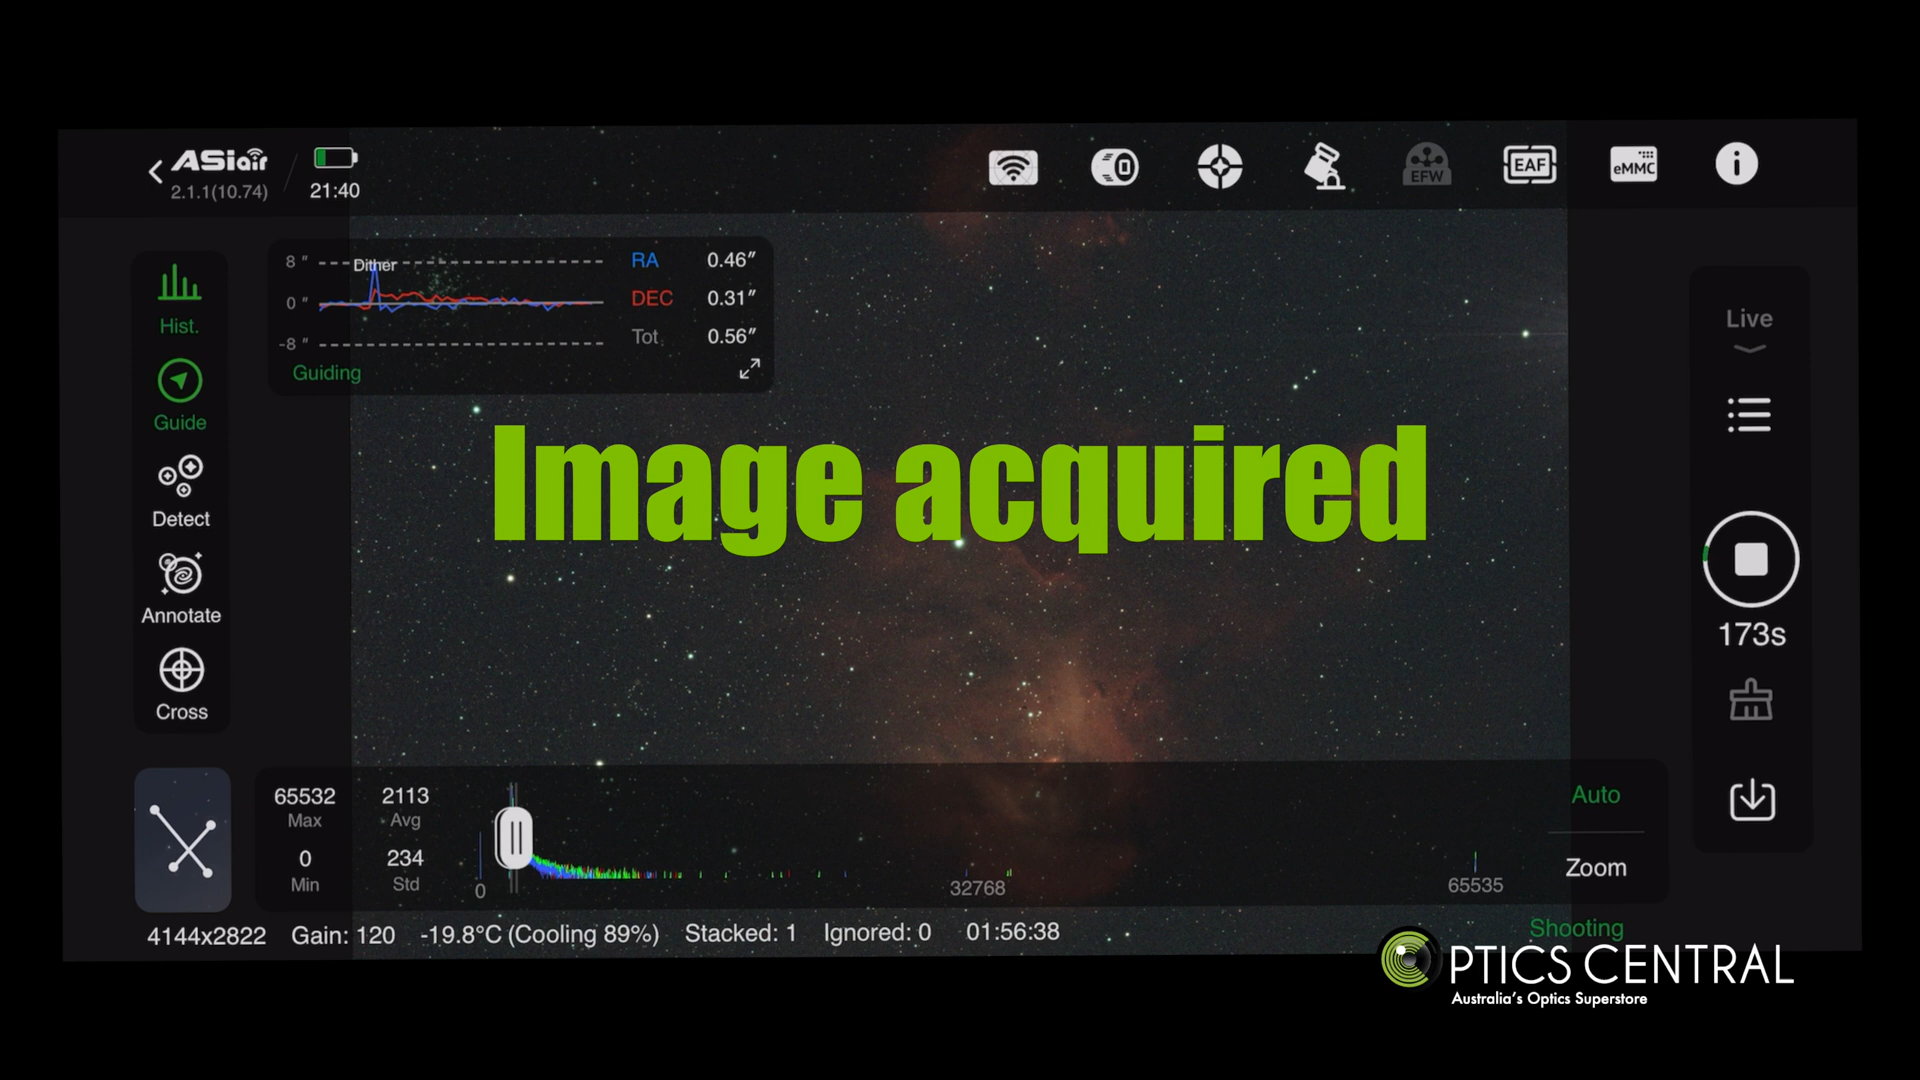 ASiair
2.1.1(10.74)
21:40
EFW
EAF
eMMC
i
Hist.
Guide
Detect
Annotate
Cross
8 "
0 "
-8 "
Dither
RA 0.46"
DEC 0.31"
Tot. 0.56"
Guiding
Image acquired
Live
173s
65532
Max
2113
Avg
0
Min
234
Std
0
32768
65535
Auto
Zoom
4144x2822 Gain: 120 -19.8°C (Cooling 89%) Stacked: 1 Ignored: 0 01:56:38
Shooting
OPTICS CENTRAL
Australia's Optics Superstore